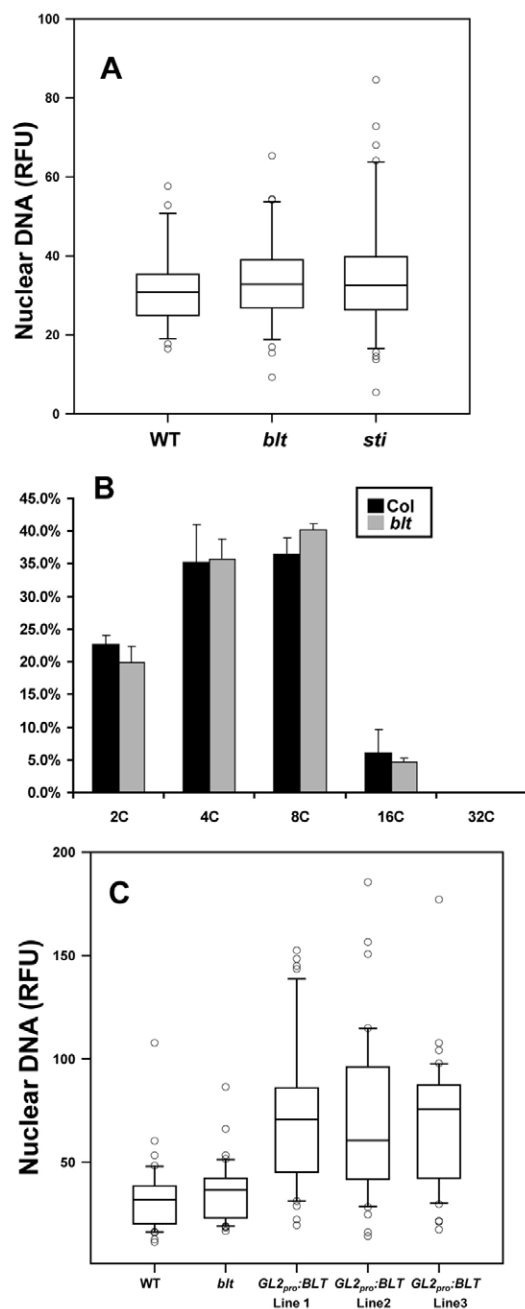 A
Nuclear DNA (RFU)
100
80
60
40
20
0
WT blt sti
B
Col
blt
45.0%
40.0%
35.0%
30.0%
25.0%
20.0%
15.0%
10.0%
5.0%
0.0%
2C 4C 8C 16C 32C
C
Nuclear DNA (RFU)
200
150
100
50
WT blt GL2pro:BLT GL2pro:BLT GL2pro:BLT
Line 1 Line2 Line3